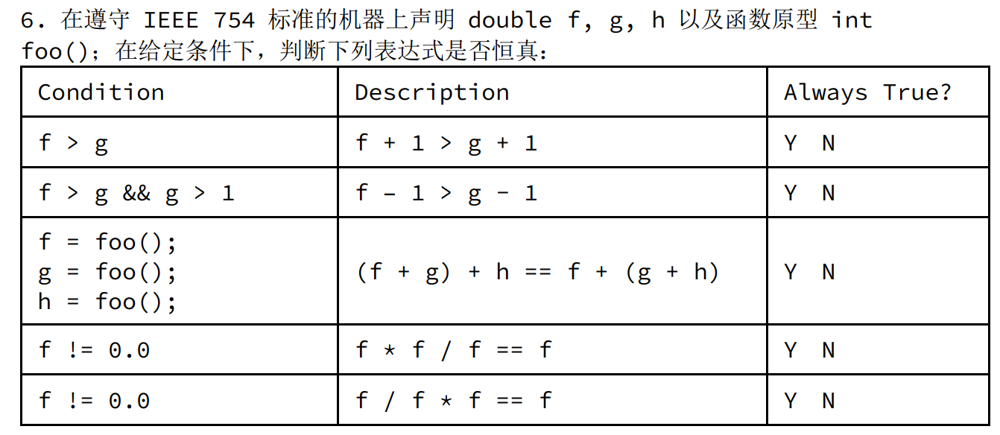 6. 在遵守 IEEE 754 标准的机器上声明 double f, g, h 以及函数原型 int
foo(); 在给定条件下，判断下列表达式是否恒真：
Condition Description Always True?
f > g f + 1 > g + 1 Y N
f > g && g > 1 f – 1 > g - 1 Y N
f = foo();
g = foo(); (f + g) + h == f + (g + h) Y N
h = foo();
f != 0.0 f * f / f == f Y N
f != 0.0 f / f * f == f Y N